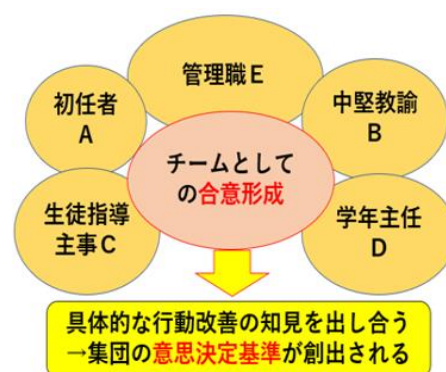 管理職E
初任者
A
中堅教諭
B
チームとして
の合意形成
生徒指導
主事C
学年主任
D
具体的な行動改善の知見を出し合う
→集団の意思決定基準が創出される